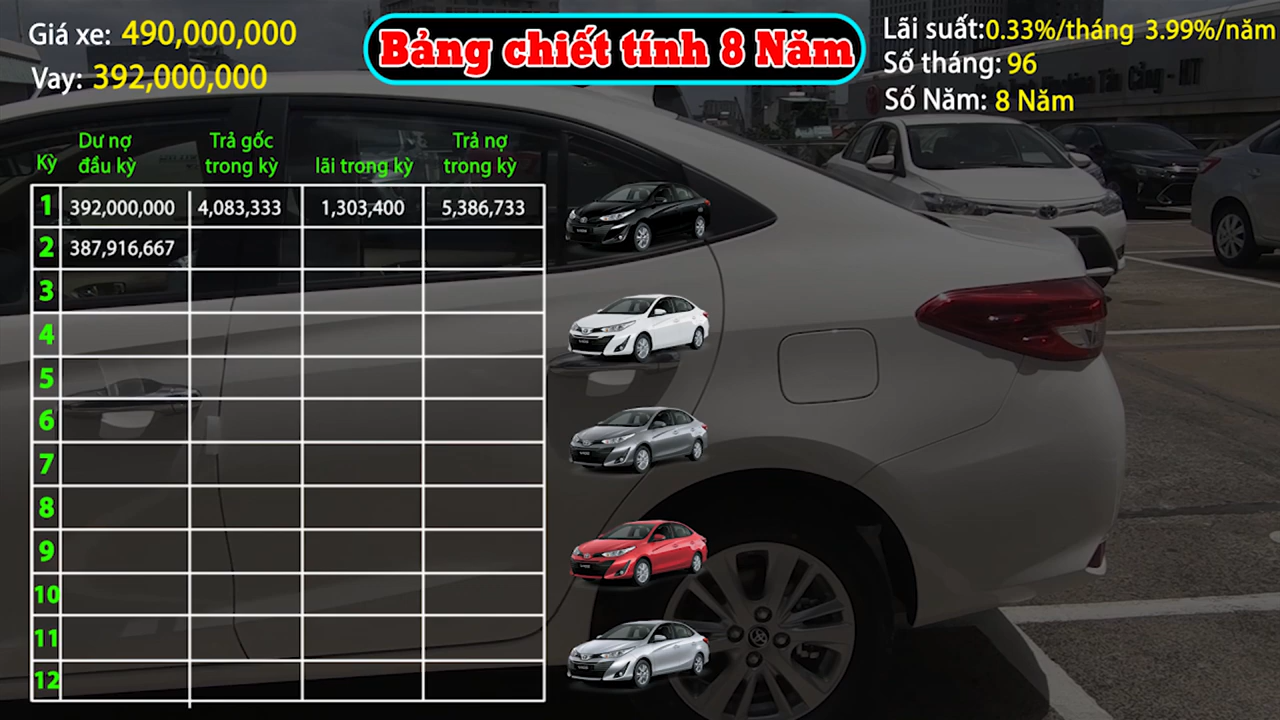 Giá xe: 490,000,000
Vay: 392,000,000
Bảng chiết tính 8 Năm
Lãi suất:0.33%/tháng 3.99%/năm
Số tháng: 96
Số Năm: 8 Năm
Kỳ Dư nợ đầu kỳ Trả gốc trong kỳ lãi trong kỳ Trả nợ trong kỳ
1 392,000,000 4,083,333 1,303,400 5,386,733
2 387,916,667
3
4
5
6
7
8
9
10
11
12